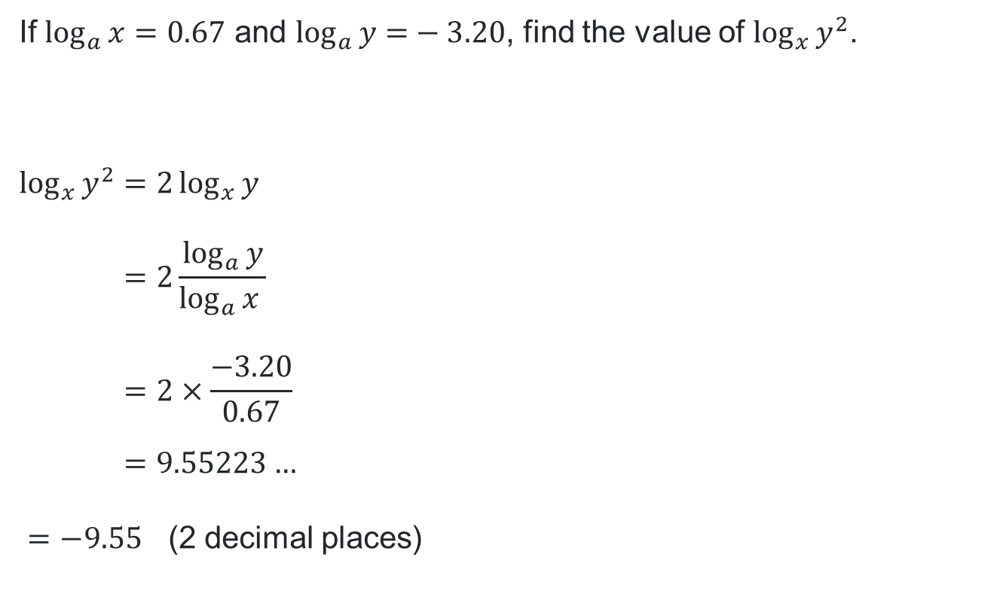 If logₐ x = 0.67 and logₐ y = − 3.20, find the value of logₓ y².
logₓ y² = 2 logₓ y
= 2 logₐ y / logₐ x
= 2 × −3.20 / 0.67
= 9.55223 ...
= −9.55 (2 decimal places)